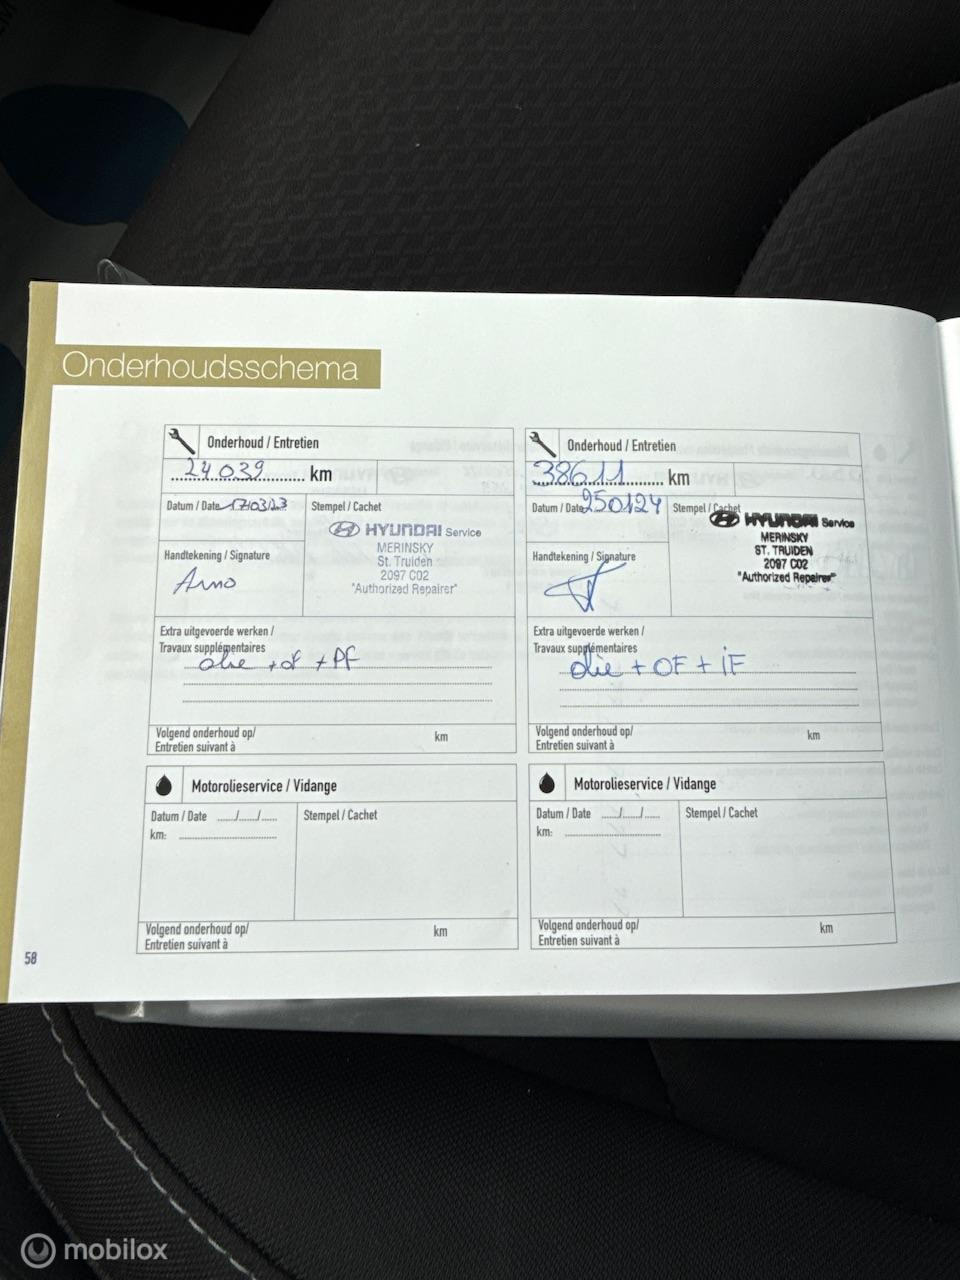 Onderhoudsschema
Onderhoud / Entretien
24039 km
Datum / Date 17/03/23
Stempel / Cachet
HYUNDAI Service
MERINSKY
St. Truiden
2097 C02
"Authorized Repairer"
Handtekening / Signature
Arno
Extra uitgevoerde werken /
Travaux supplémentaires
olie + of + PF
Volgend onderhoud op/
Entretien suivant à
km
Motorolieservice / Vidange
Datum / Date ....../....../......
Stempel / Cachet
km:
Volgend onderhoud op/
Entretien suivant à
km
Onderhoud / Entretien
38611 km
Datum / Date 250124
Stempel / Cachet
HYUNDAI Service
MERINSKY
ST. TRUIDEN
2097 C02
"Authorized Repairer"
Handtekening / Signature
Extra uitgevoerde werken /
Travaux supplémentaires
olie + OF + iF
Volgend onderhoud op/
Entretien suivant à
km
Motorolieservice / Vidange
Datum / Date ....../....../......
Stempel / Cachet
km:
Volgend onderhoud op/
Entretien suivant à
km
58
mobilox